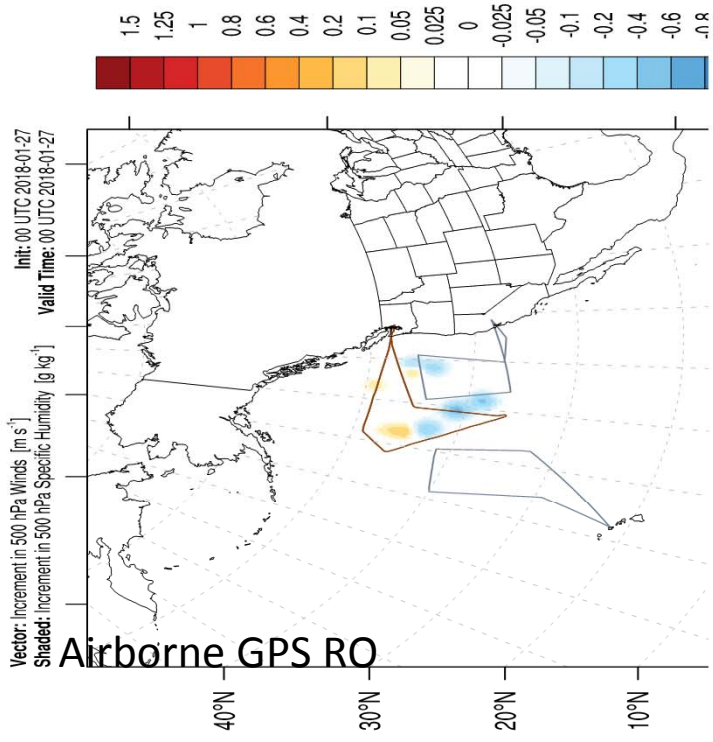 Init: 00 UTC 2018-01-27
Valid Time: 00 UTC 2018-01-27
Vector: Increment in 500 hPa Winds [m s⁻¹]
Shaded: Increment in 500 hPa Specific Humidity [g kg⁻¹]
1.5
1.25
1
0.8
0.6
0.4
0.2
0.1
0.05
0.025
0
-0.025
-0.05
-0.1
-0.2
-0.4
-0.6
-0.8
Airborne GPS RO
40°N
30°N
20°N
10°N